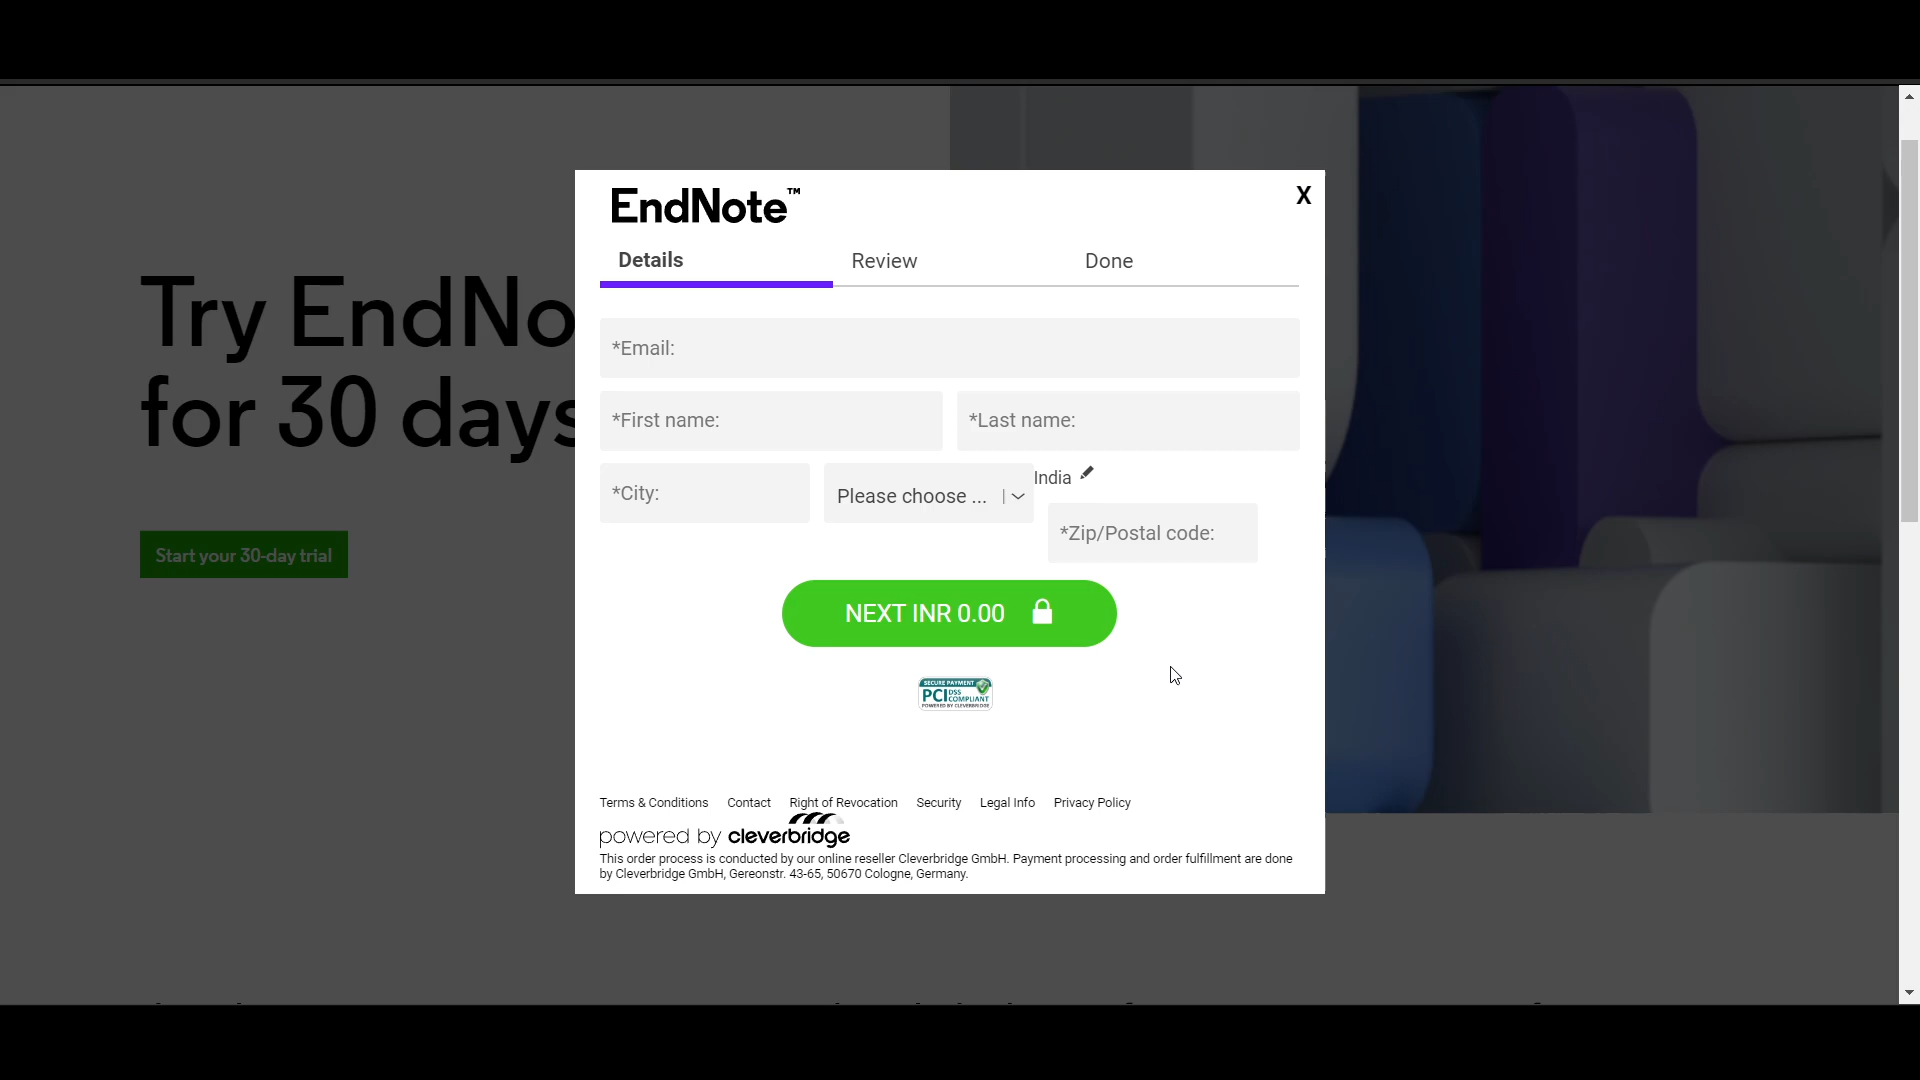 EndNote™
X
Details
Review
Done
Try EndNo
for 30 days
Start your 30-day trial
*Email:
*First name:
*Last name:
*City:
Please choose ...
India
*Zip/Postal code:
NEXT INR 0.00
SECURE PAYMENT
PCI DSS COMPLIANT
POWERED BY CLEVERBRIDGE
Terms & Conditions Contact Right of Revocation Security Legal Info Privacy Policy
powered by cleverbridge
This order process is conducted by our online reseller Cleverbridge GmbH. Payment processing and order fulfillment are done
by Cleverbridge GmbH, Gereonstr. 43-65, 50670 Cologne, Germany.